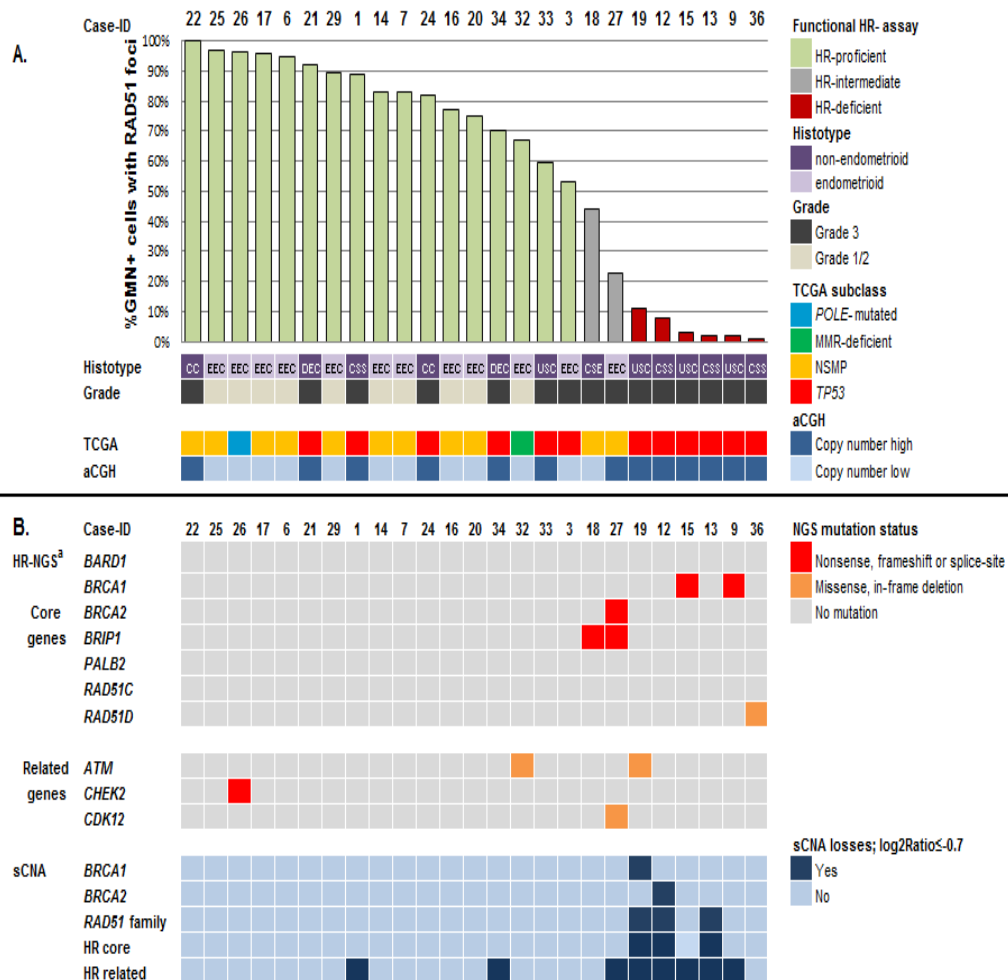 A.
Case-ID 22 25 26 17 6 21 29 1 14 7 24 16 20 34 32 33 3 18 27 19 12 15 13 9 36
%GMN+ cells with RAD51 foci
100%
90%
80%
70%
60%
50%
40%
30%
20%
10%
0%
Histotype CC EEC EEC EEC EEC DEC EEC CSS EEC EEC CC EEC EEC DEC EEC USC EEC CSE EEC USC CSS USC CSS USC CSS
Grade
TCGA
aCGH
Functional HR- assay
HR-proficient
HR-intermediate
HR-deficient
Histotype
non-endometrioid
endometrioid
Grade
Grade 3
Grade 1/2
TCGA subclass
POLE-mutated
MMR-deficient
NSMP
TP53
aCGH
Copy number high
Copy number low
B.
Case-ID 22 25 26 17 6 21 29 1 14 7 24 16 20 34 32 33 3 18 27 19 12 15 13 9 36
HR-NGSa BARD1
BRCA1
Core BRCA2
genes BRIP1
PALB2
RAD51C
RAD51D
Related ATM
genes CHEK2
CDK12
sCNA BRCA1
BRCA2
RAD51 family
HR core
HR related
NGS mutation status
Nonsense, frameshift or splice-site
Missense, in-frame deletion
No mutation
sCNA losses; log2Ratio≤-0.7
Yes
No